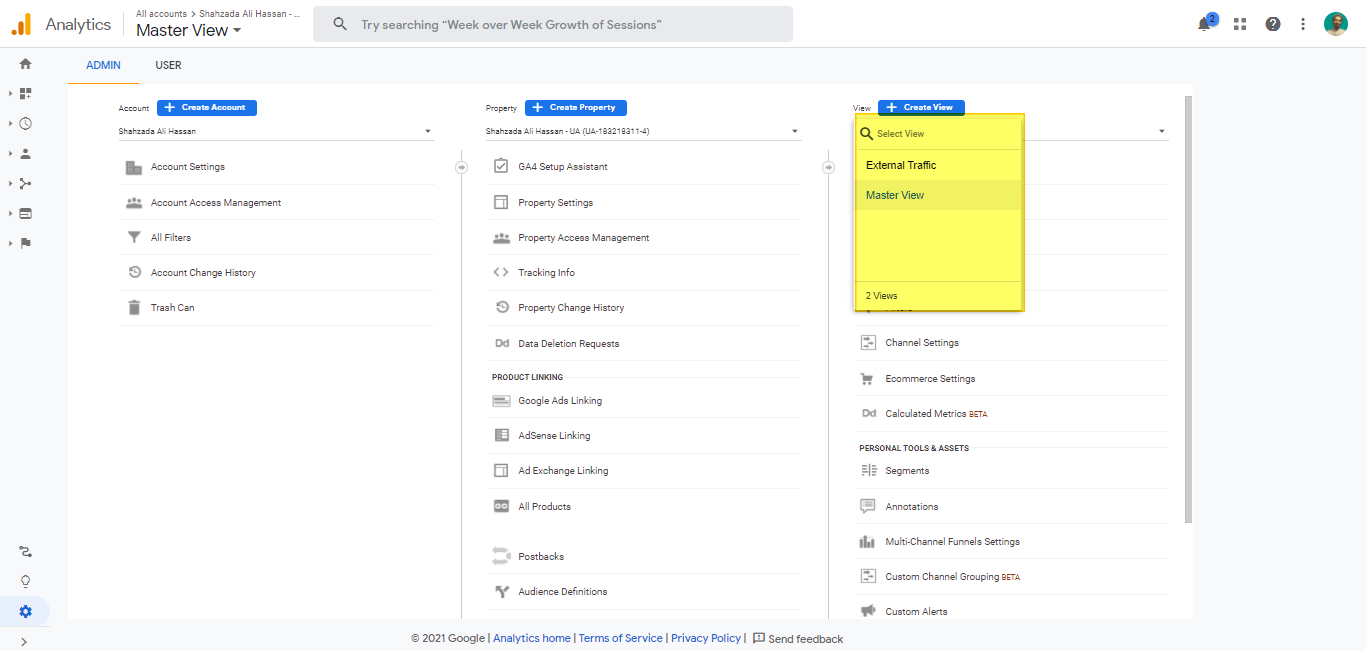 Analytics
All accounts > Shahzada Ali Hassan - ...
Master View
Try searching “Week over Week Growth of Sessions”
2
ADMIN
USER
Account
Create Account
Shahzada Ali Hassan
Account Settings
Account Access Management
All Filters
Account Change History
Trash Can
Property
Create Property
Shahzada Ali Hassan - UA (UA-183218311-4)
GA4 Setup Assistant
Property Settings
Property Access Management
Tracking Info
Property Change History
Dd Data Deletion Requests
PRODUCT LINKING
Google Ads Linking
AdSense Linking
Ad Exchange Linking
All Products
Postbacks
Audience Definitions
View
Create View
Select View
External Traffic
Master View
2 Views
Filters
Channel Settings
Ecommerce Settings
Dd Calculated Metrics BETA
PERSONAL TOOLS & ASSETS
Segments
Annotations
Multi-Channel Funnels Settings
Custom Channel Grouping BETA
Custom Alerts
© 2021 Google | Analytics home | Terms of Service | Privacy Policy | Send feedback